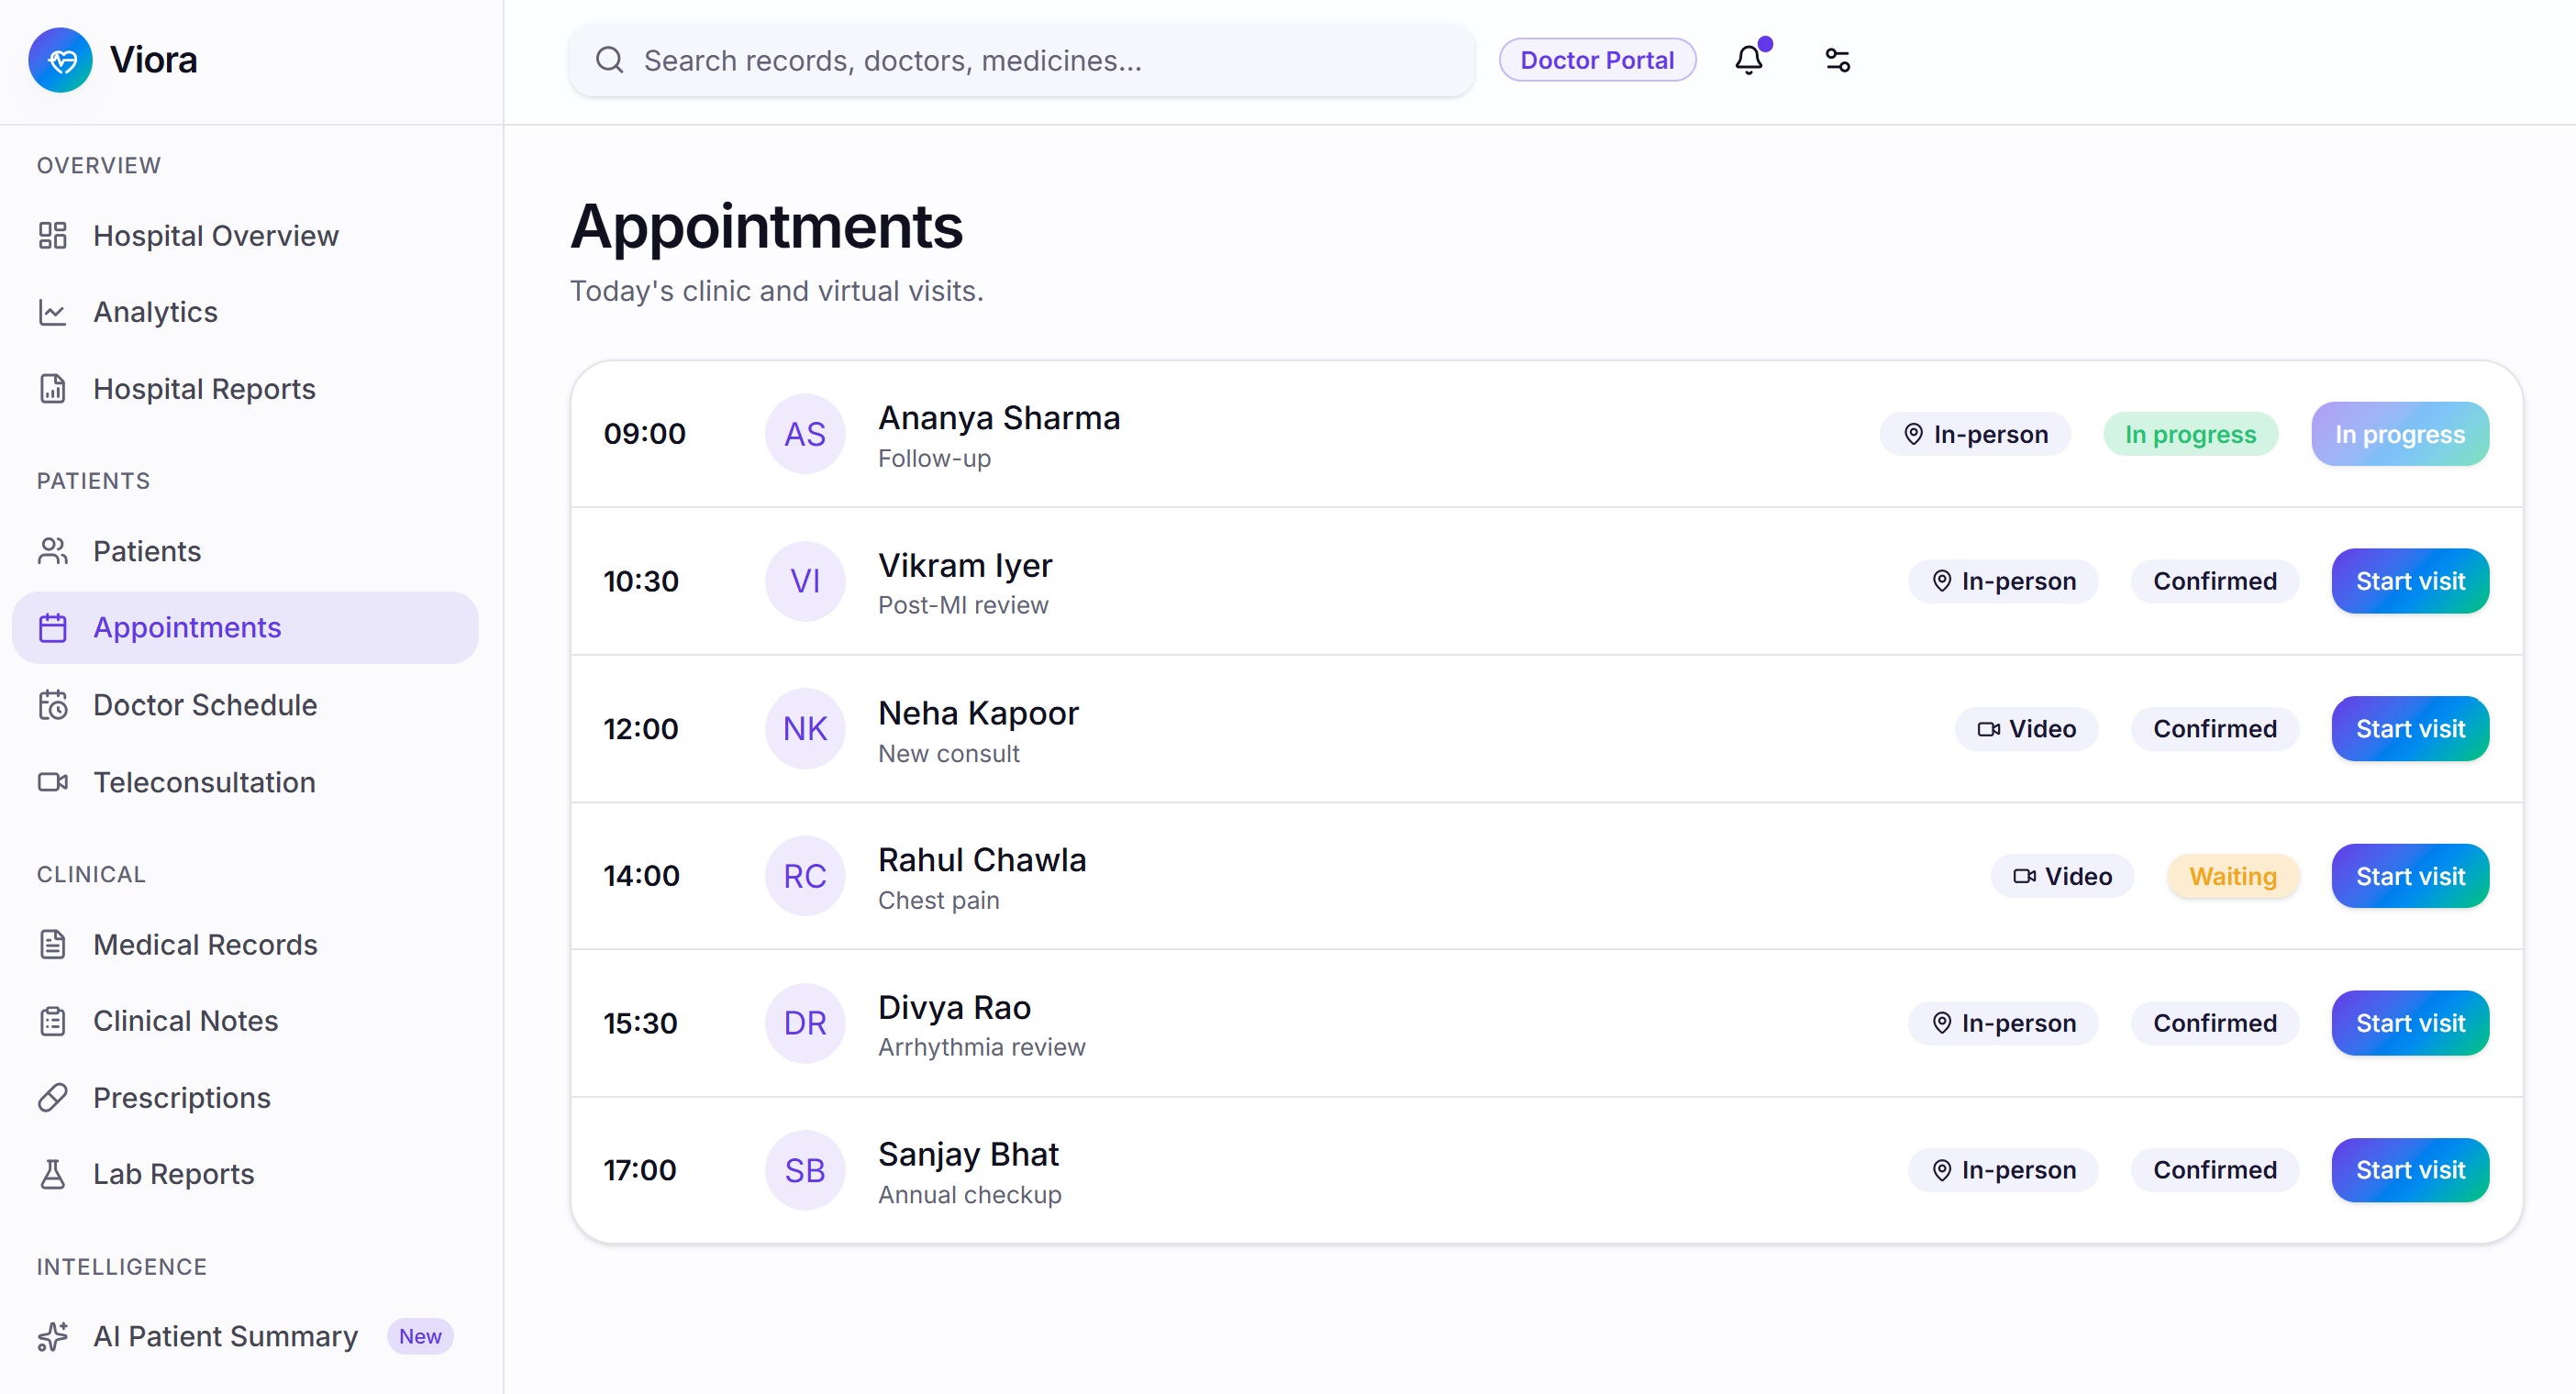 Viora
Search records, doctors, medicines...
Doctor Portal
OVERVIEW
Hospital Overview
Analytics
Hospital Reports
PATIENTS
Patients
Appointments
Doctor Schedule
Teleconsultation
CLINICAL
Medical Records
Clinical Notes
Prescriptions
Lab Reports
INTELLIGENCE
AI Patient Summary New
Appointments
Today's clinic and virtual visits.
09:00 AS Ananya Sharma In-person In progress In progress
Follow-up
10:30 VI Vikram Iyer In-person Confirmed Start visit
Post-MI review
12:00 NK Neha Kapoor Video Confirmed Start visit
New consult
14:00 RC Rahul Chawla Video Waiting Start visit
Chest pain
15:30 DR Divya Rao In-person Confirmed Start visit
Arrhythmia review
17:00 SB Sanjay Bhat In-person Confirmed Start visit
Annual checkup